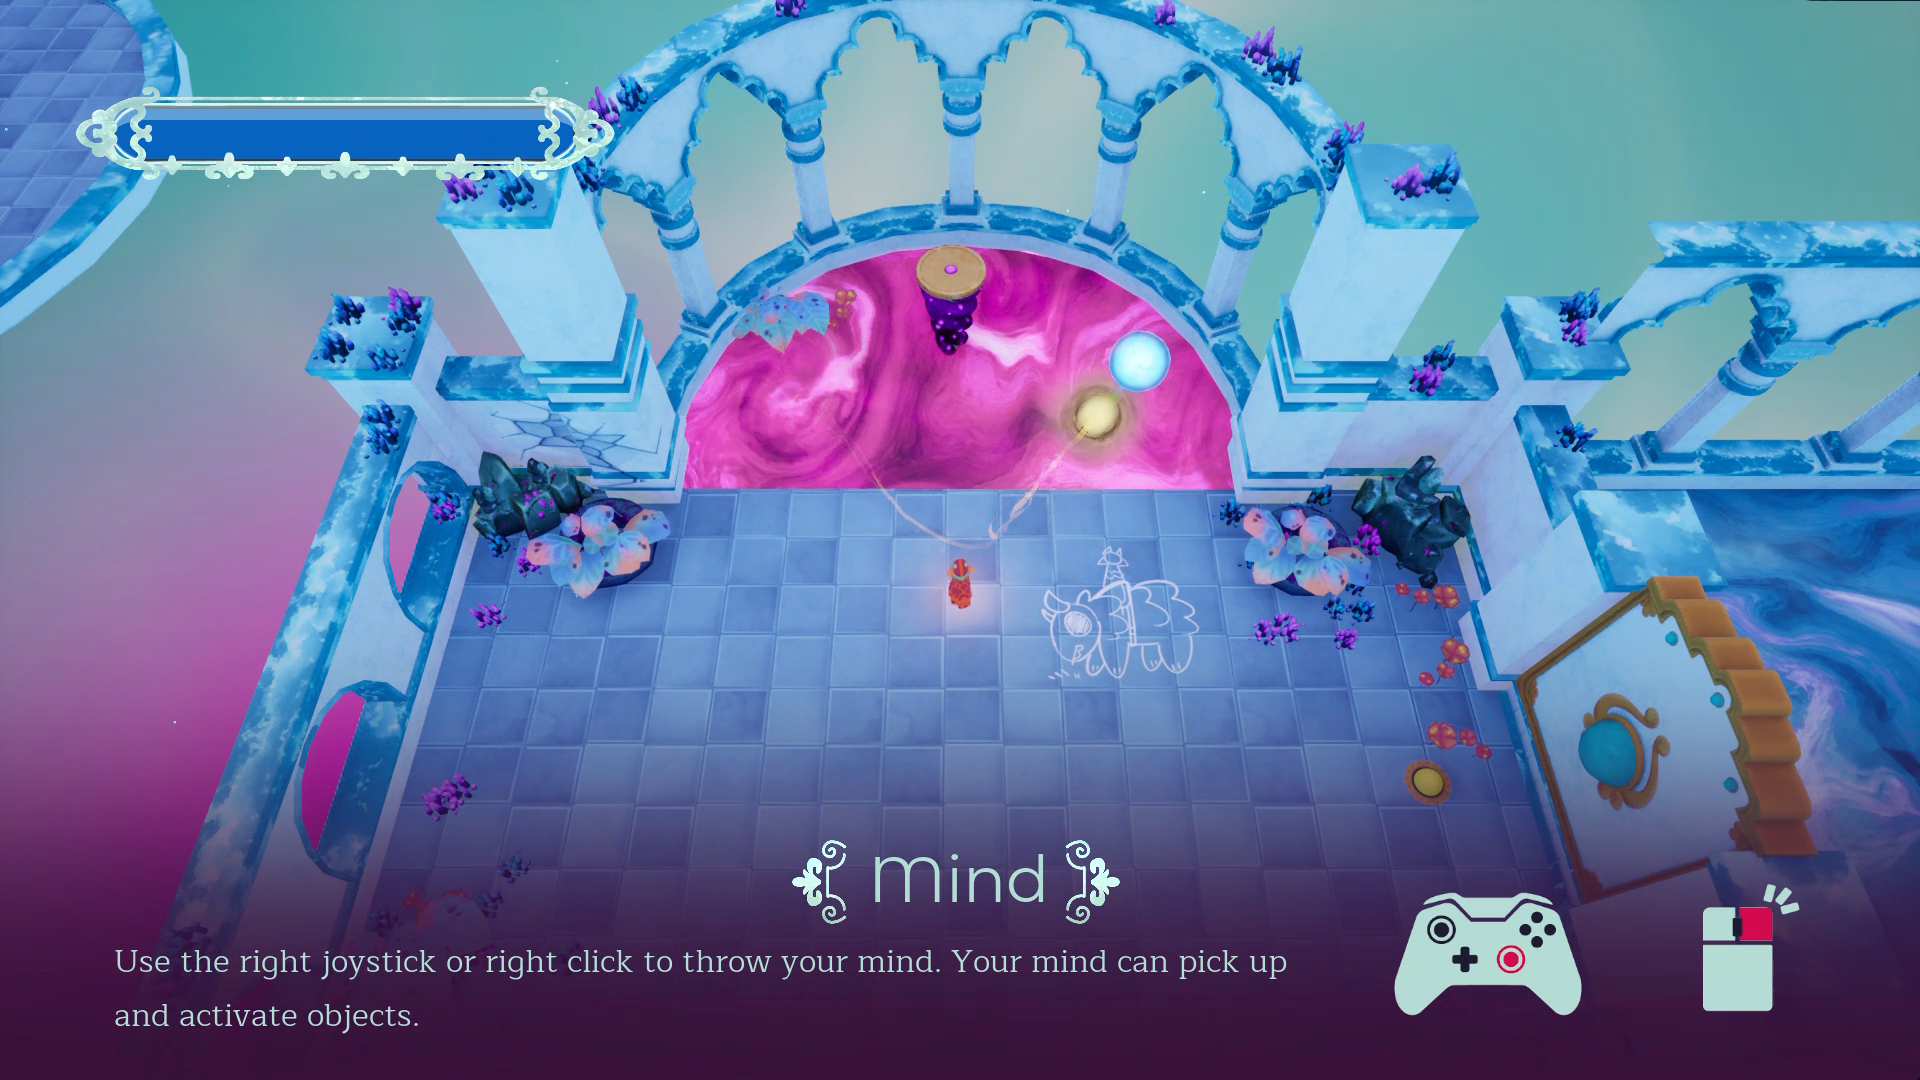 Mind
Use the right joystick or right click to throw your mind. Your mind can pick up
and activate objects.